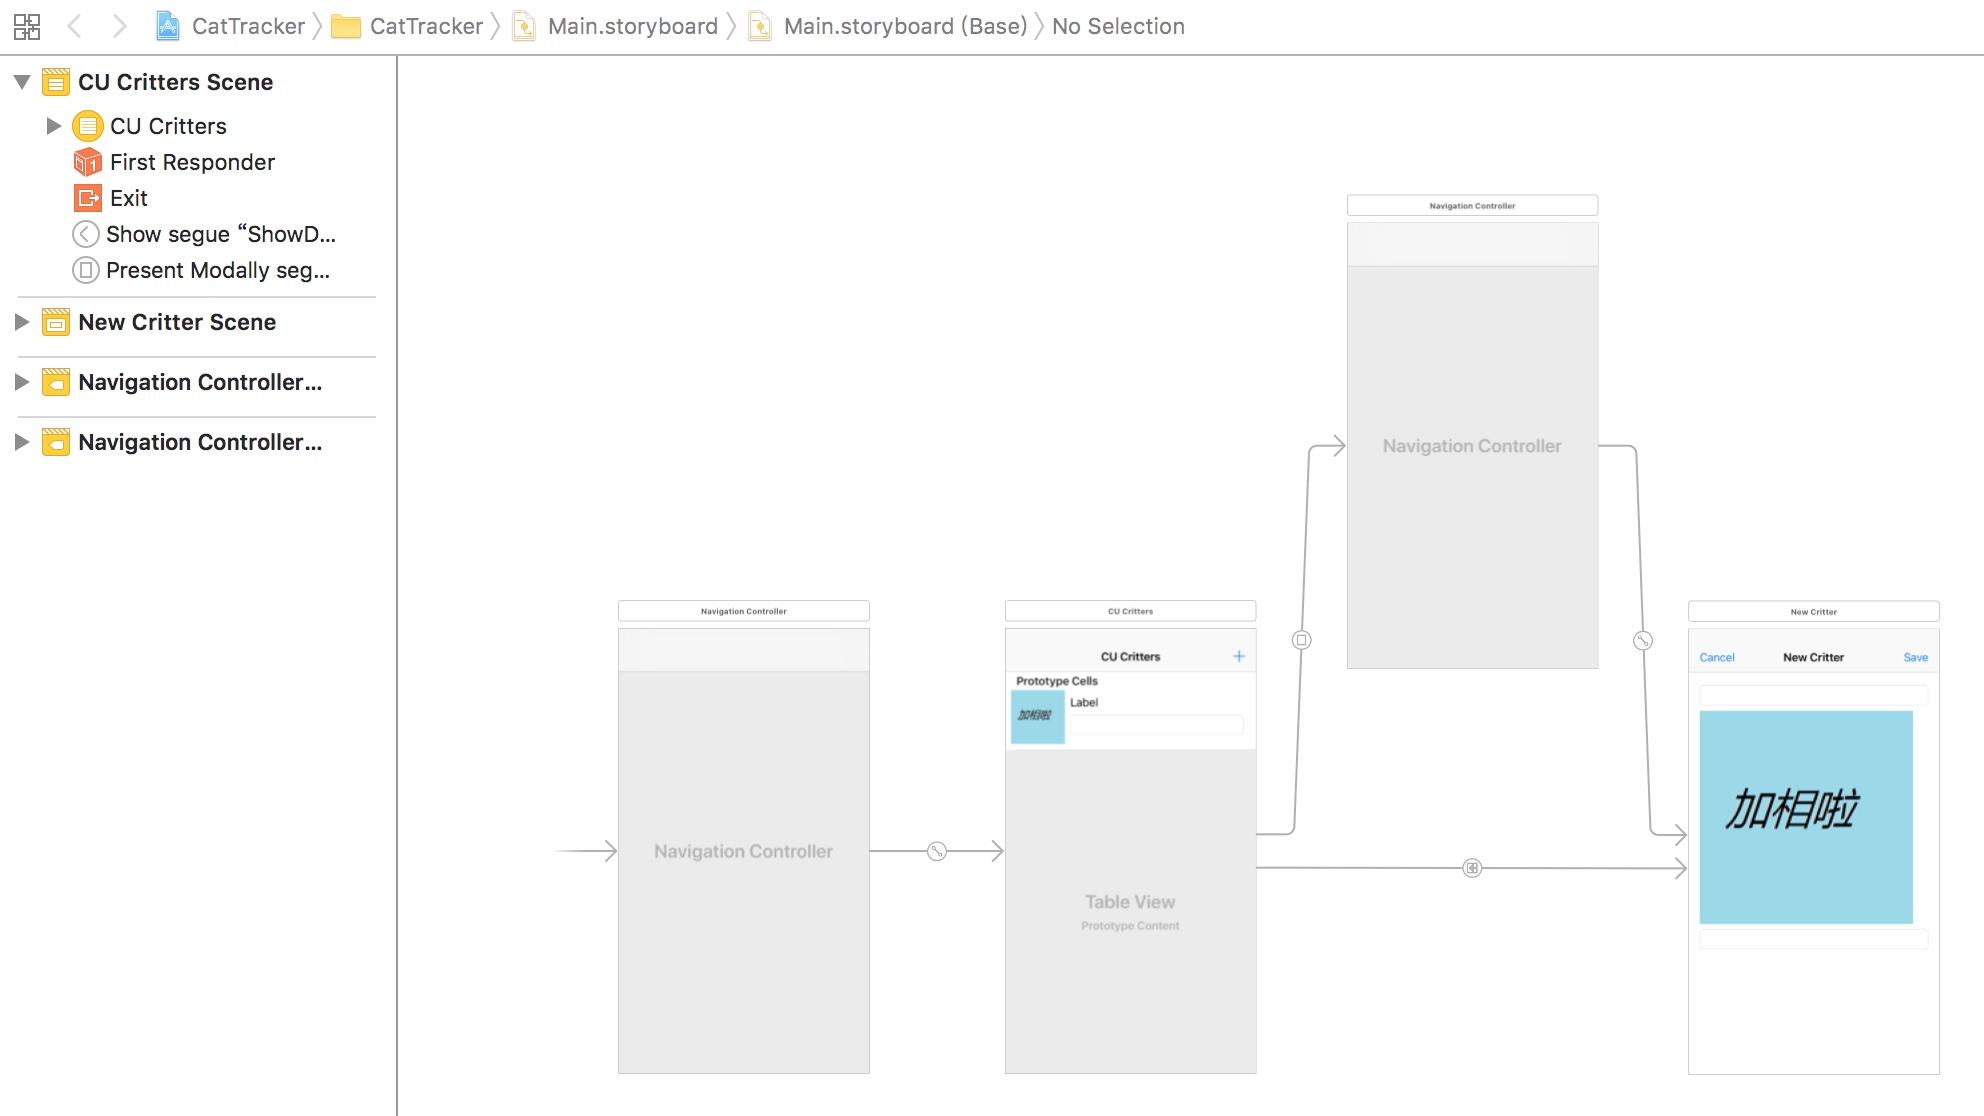 CatTracker CatTracker Main.storyboard Main.storyboard (Base) No Selection
CU Critters Scene
CU Critters
First Responder
Exit
Show segue “ShowD...
Present Modally seg...
New Critter Scene
Navigation Controller...
Navigation Controller...
Navigation Controller
Navigation Controller
Navigation Controller
Navigation Controller
CU Critters
CU Critters +
Prototype Cells
加相啦
Label
Table View
Prototype Content
New Critter
Cancel New Critter Save
加相啦